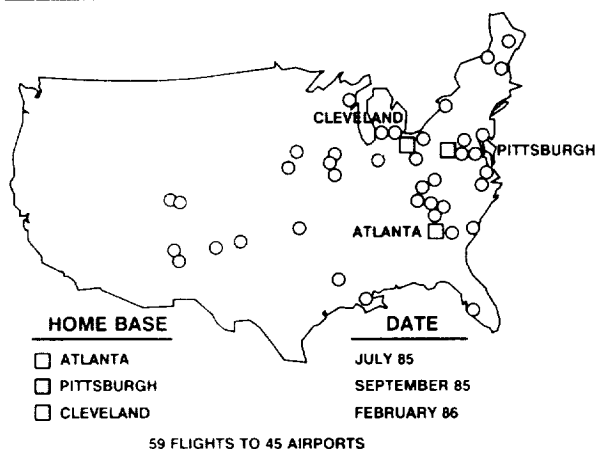 CLEVELAND
PITTSBURGH
ATLANTA
HOME BASE DATE
ATLANTA JULY 85
PITTSBURGH SEPTEMBER 85
CLEVELAND FEBRUARY 86
59 FLIGHTS TO 45 AIRPORTS